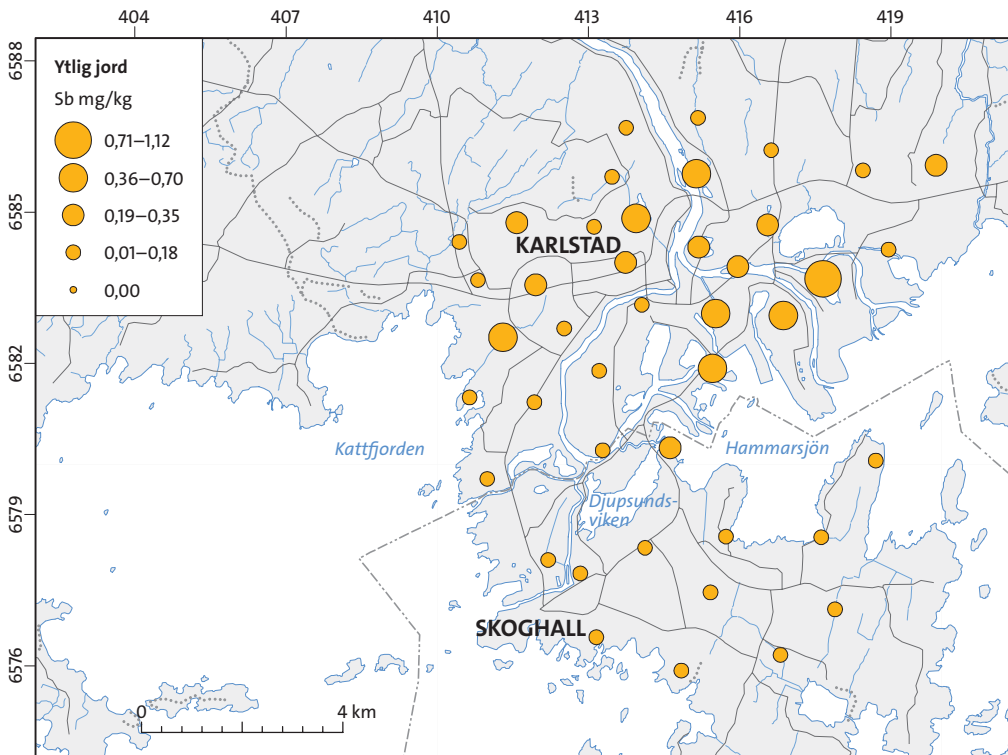 404 407 410 413 416 419
6588
6585
6582
6579
6576
Ytlig jord
Sb mg/kg
0,71–1,12
0,36–0,70
0,19–0,35
0,01–0,18
0,00
KARLSTAD
Kattfjorden
Hammarsjön
Djupsunds-
viken
SKOGHALL
0 4 km